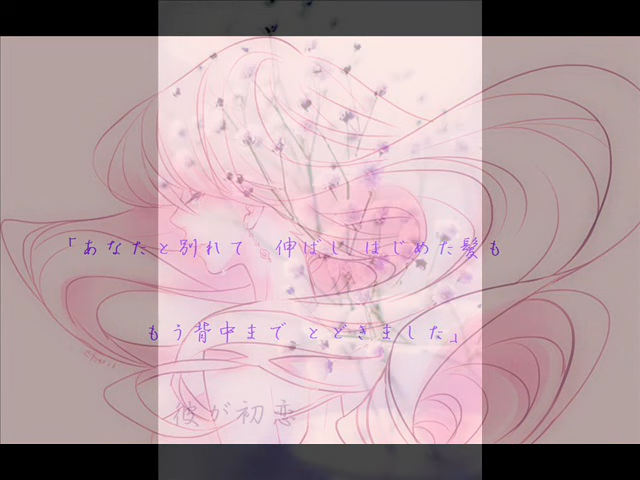 「あなたと別れて　伸ばしはじめた髪も
もう背中まで とどきました」
彼が初恋